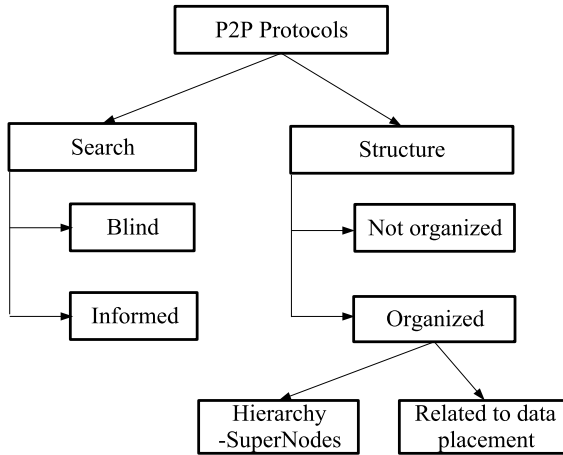 P2P Protocols
Search
Structure
Blind
Not organized
Informed
Organized
Hierarchy
-SuperNodes
Related to data
placement